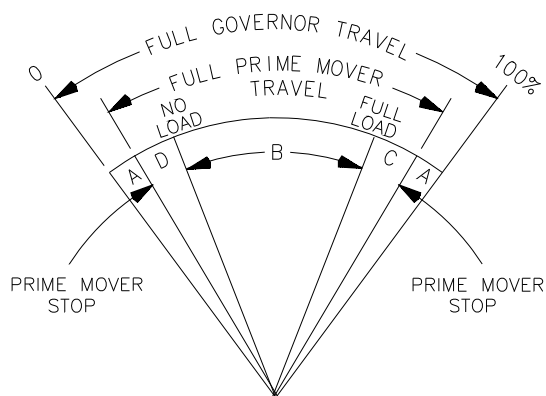 FULL GOVERNOR TRAVEL
0
100%
FULL PRIME MOVER
TRAVEL
NO
LOAD
FULL
LOAD
A
D
B
C
A
PRIME MOVER
STOP
PRIME MOVER
STOP